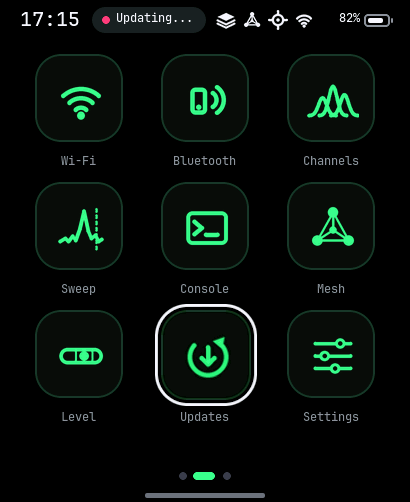 17:15 Updating... 82%
Wi-Fi Bluetooth Channels
Sweep Console Mesh
Level Updates Settings